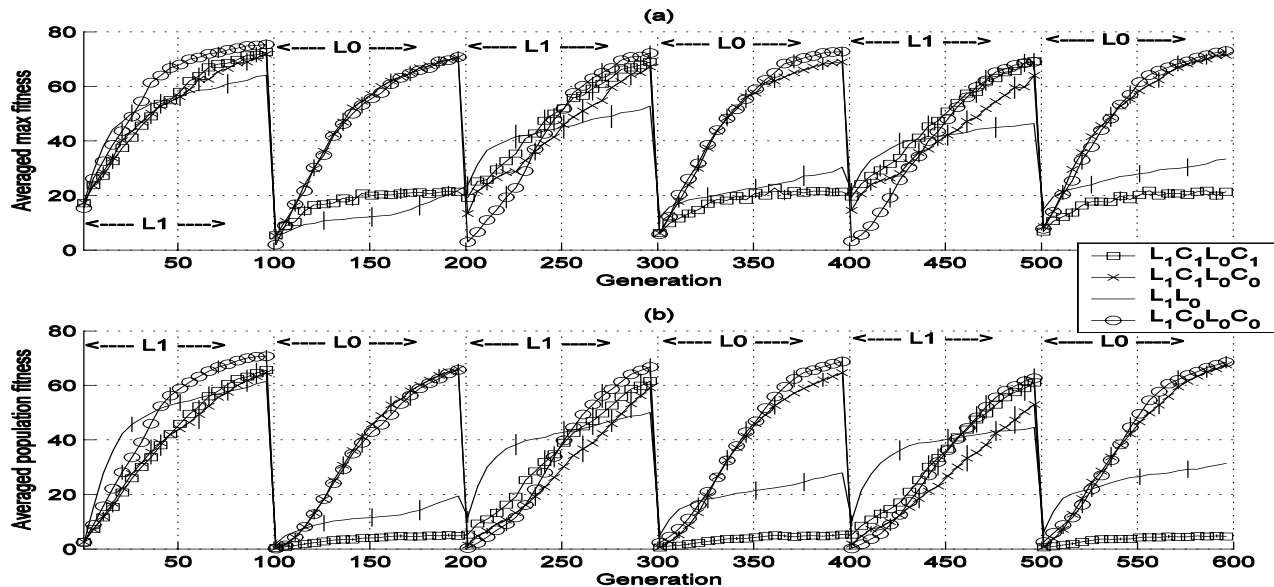 (a)
80
60
40
20
0
Averaged max fitness
<---- L0 ---->
<---- L1 ---->
<---- L0 ---->
<---- L1 ---->
<---- L0 ---->
<---- L1 ---->
50 100 150 200 250 300 350 400 450 500
Generation
L₁C₁L₀C₁
L₁C₁L₀C₀
L₁L₀
L₁C₀L₀C₀
(b)
80
60
40
20
0
Averaged population fitness
<---- L1 ---->
<---- L0 ---->
<---- L1 ---->
<---- L0 ---->
<---- L1 ---->
<---- L0 ---->
50 100 150 200 250 300 350 400 450 500 550 600
Generation